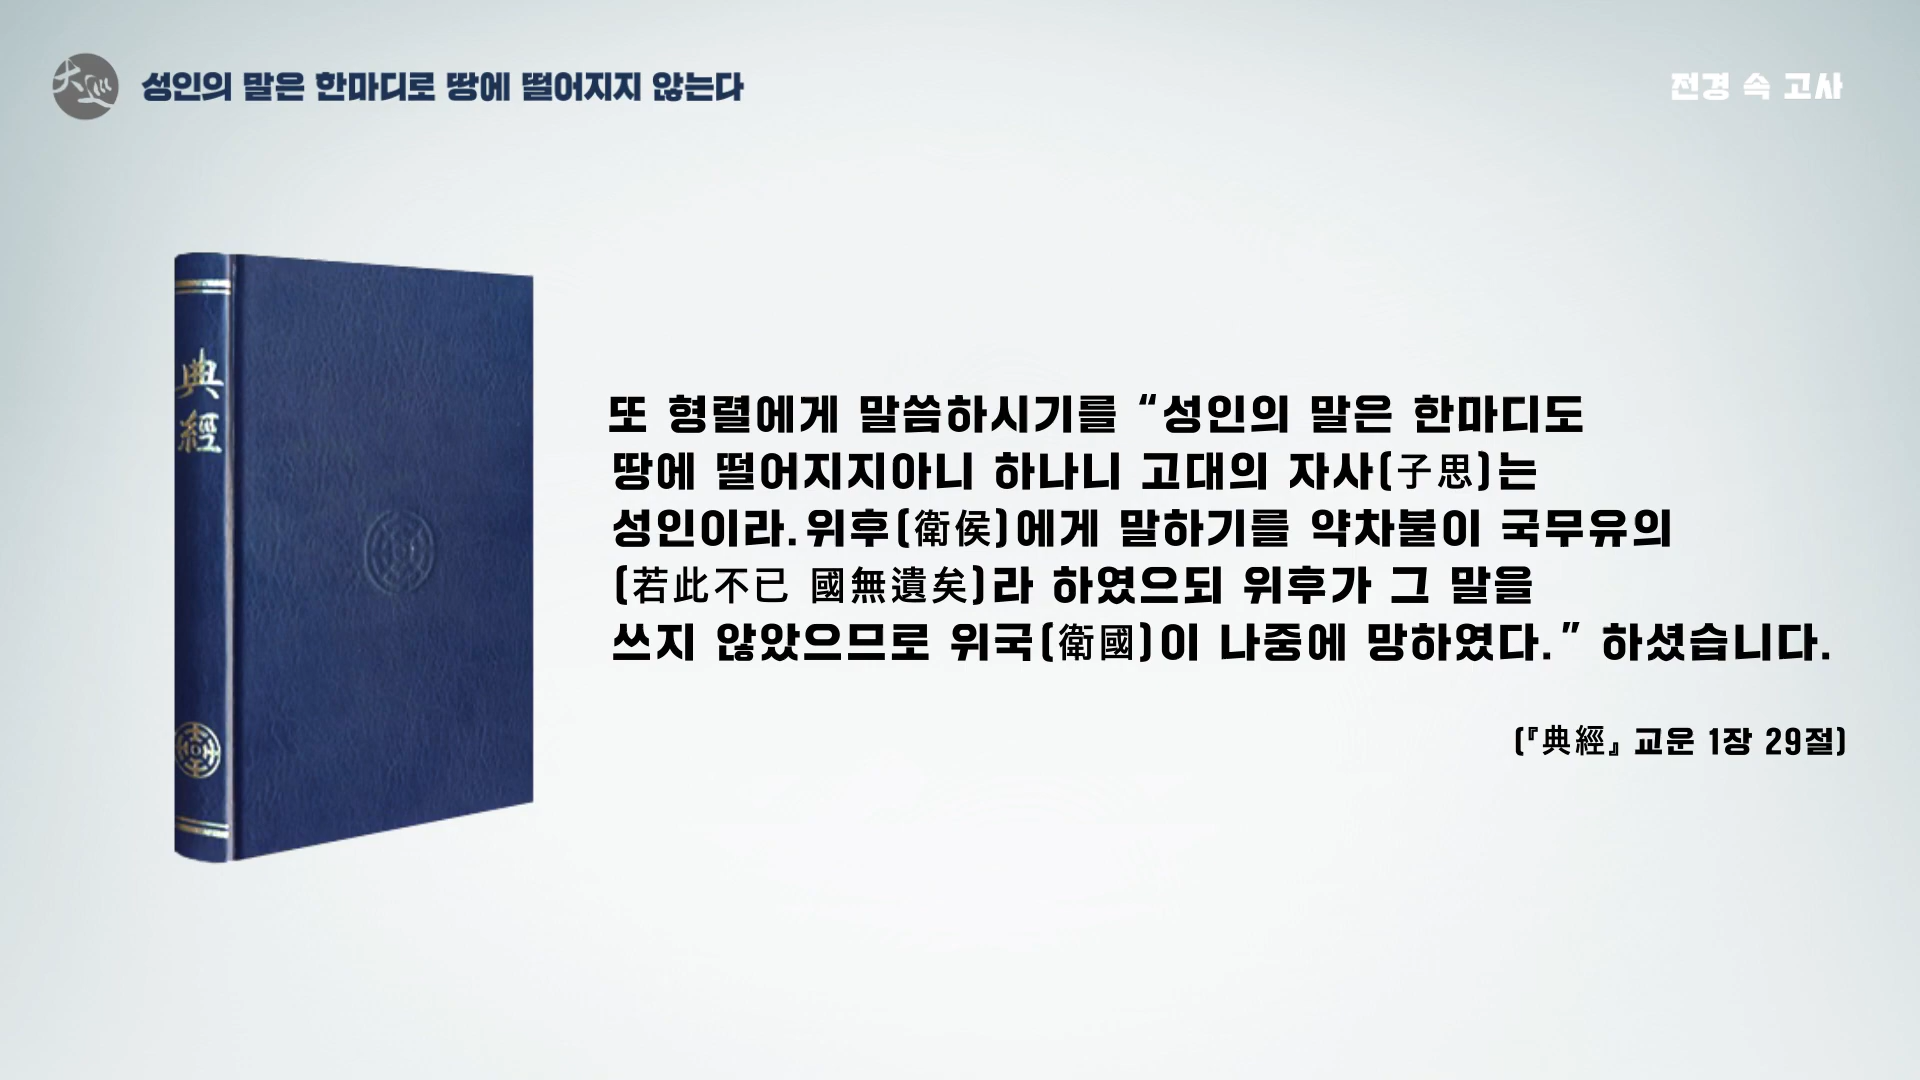 성인의 말은 한마디로 땅에 떨어지지 않는다
전경 속 고사
典
經
또 형렬에게 말씀하시기를 “성인의 말은 한마디도
땅에 떨어지지아니 하나니 고대의 자사(子思)는
성인이라. 위후(衛侯)에게 말하기를 약차불이 국무유의
(若此不已 國無遺矣)라 하였으되 위후가 그 말을
쓰지 않았으므로 위국(衛國)이 나중에 망하였다.” 하셨습니다.
(『典經』 교운 1장 29절)